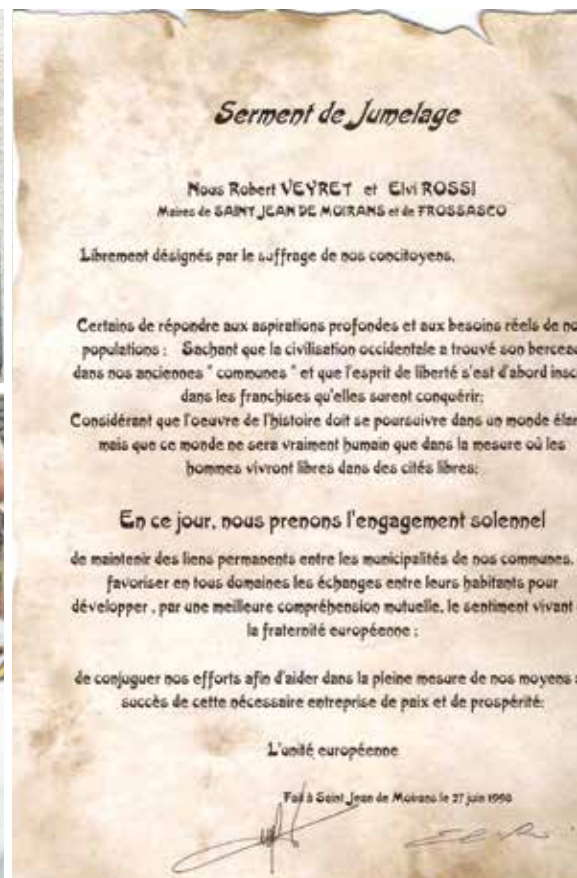 Serment de Jumelage
Nous Robert VEYRET et Elvi ROSSI
Maires de SAINT JEAN DE MOIRANS et de FROSSASCO
Librement désignés par le suffrage de nos concitoyens.
Certains de répondre aux aspirations profondes et aux besoins réels de no
populations : Sachant que la civilisation occidentale a trouvé son bercea
dans nos anciennes " communes " et que l'esprit de liberté s'est d'abord insc
dans les franchises qu'elles surent conquérir;
Considérant que l'oeuvre de l'histoire doit se poursuivre dans un monde élar
mais que ce monde ne sera vraiment humain que dans la mesure où les
hommes vivront libres dans des cités libres;
En ce jour, nous prenons l'engagement solennel
de maintenir des liens permanents entre les municipalités de nos communes.
favoriser en tous domaines les échanges entre leurs habitants pour
développer , par une meilleure compréhension mutuelle, le sentiment vivant
la fraternité européenne ;
de conjuguer nos efforts afin d'aider dans la pleine mesure de nos moyens
succès de cette nécessaire entreprise de paix et de prospérité:
L'unité européenne
Fait à Saint Jean de Moirans le 27 juin